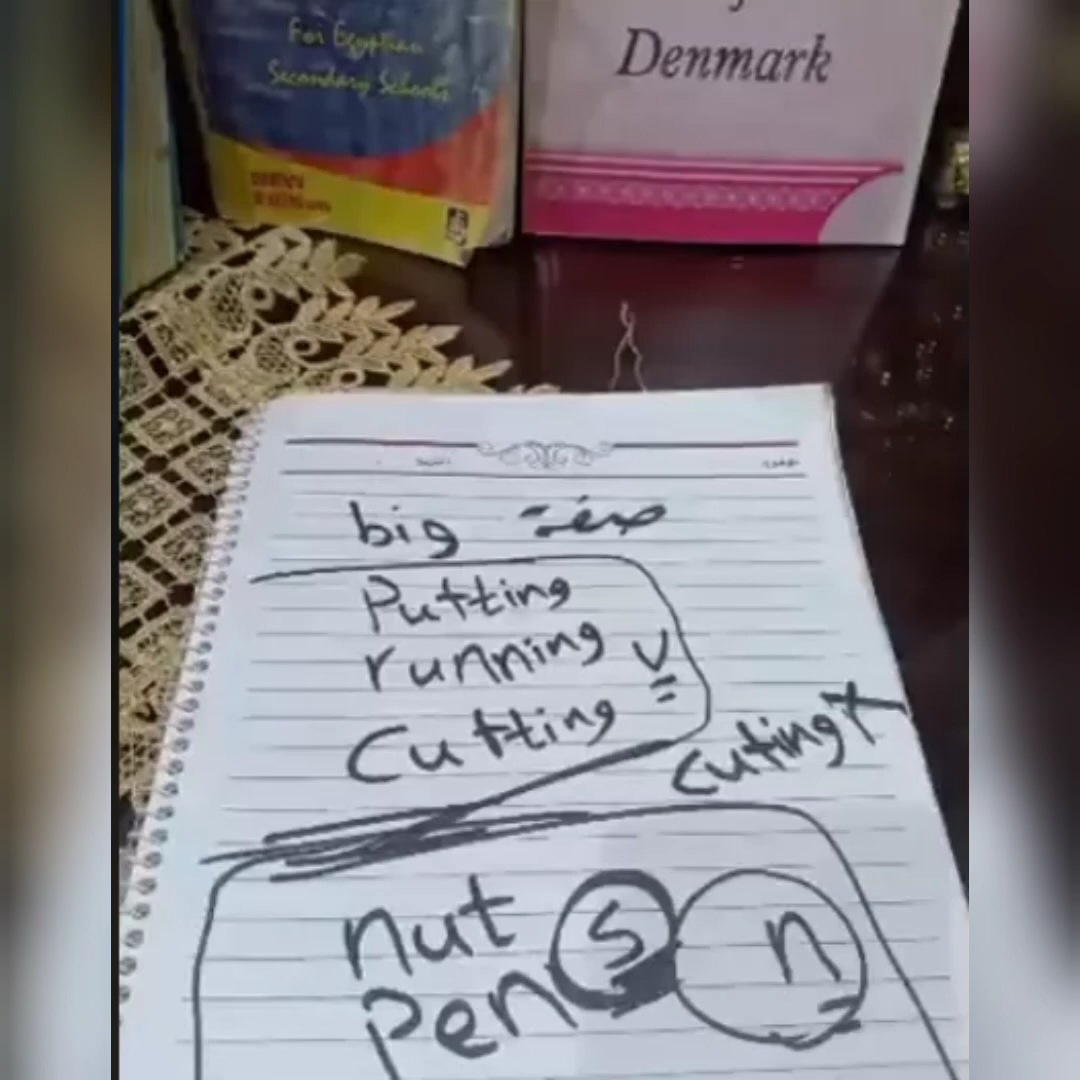 For Egyptian
Secondary Schools
Denmark
big صفة
Putting
running
Cutting
cuting X
nut
pen
s
n